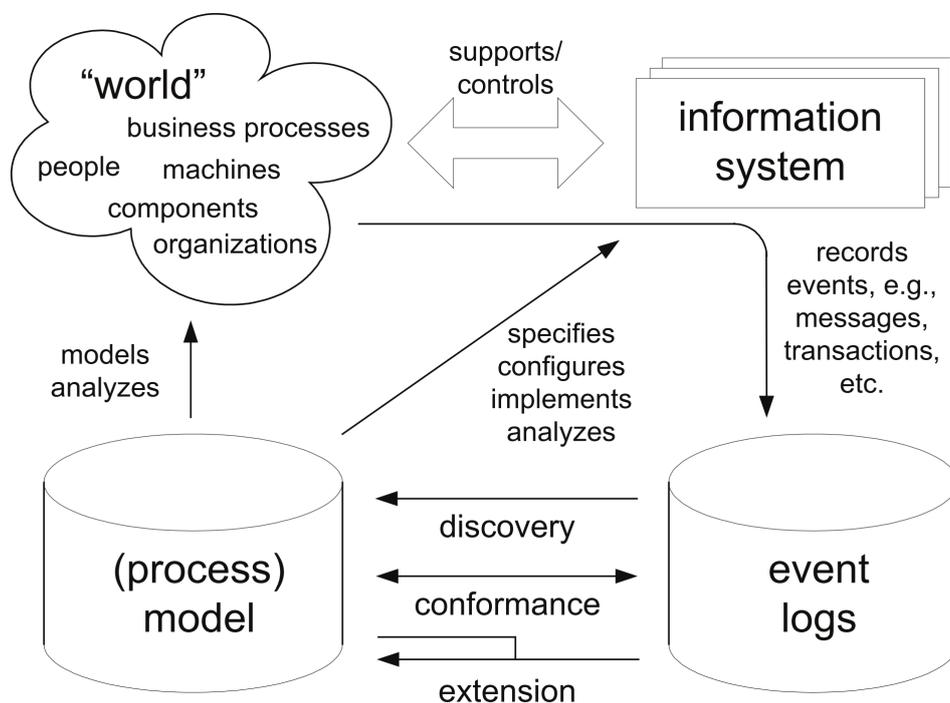 “world”
business processes
people
machines
components
organizations
supports/
controls
information
system
records
events, e.g.,
messages,
transactions,
etc.
models
analyzes
specifies
configures
implements
analyzes
discovery
conformance
extension
(process)
model
event
logs